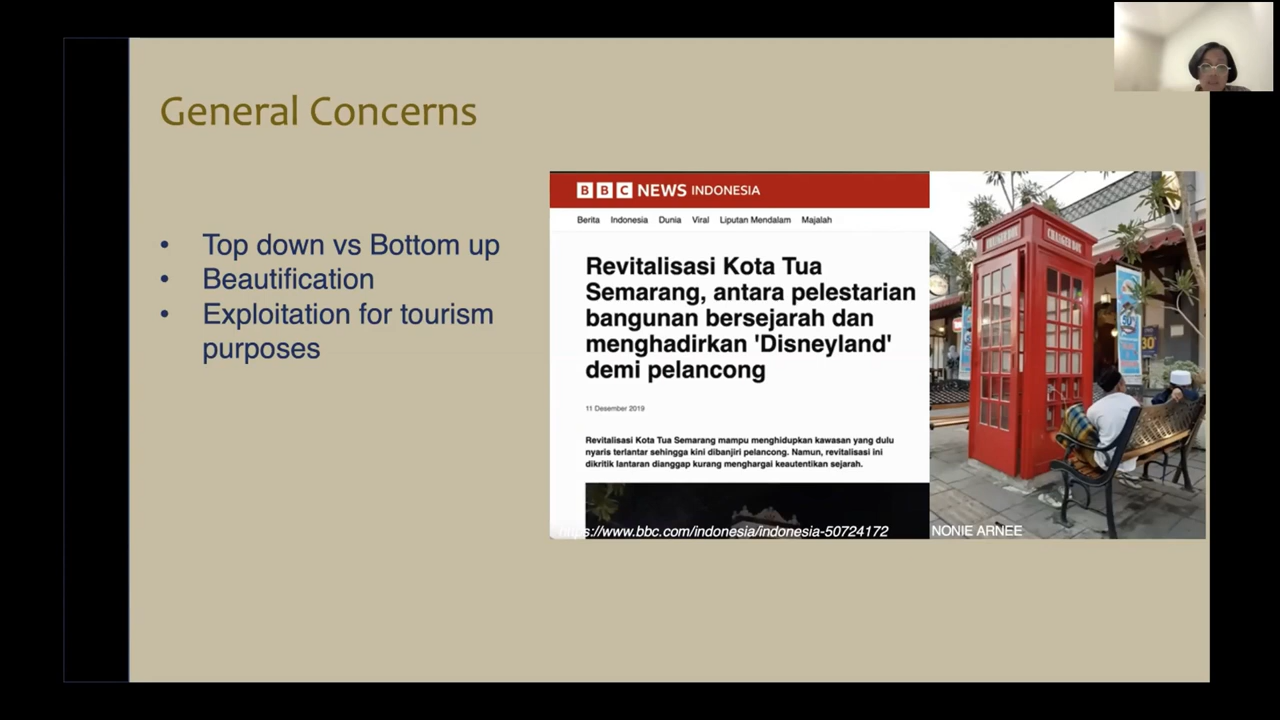 General Concerns
• Top down vs Bottom up
• Beautification
• Exploitation for tourism
purposes
BBC NEWS INDONESIA
Berita Indonesia Dunia Viral Liputan Mendalam Majalah
Revitalisasi Kota Tua
Semarang, antara pelestarian
bangunan bersejarah dan
menghadirkan 'Disneyland'
demi pelancong
11 Desember 2019
Revitalisasi Kota Tua Semarang mampu menghidupkan kawasan yang dulu
nyaris terlantar sehingga kini dibanjiri pelancong. Namun, revitalisasi ini
dikritik lantaran dianggap kurang menghargai keautentikan sejarah.
https://www.bbc.com/indonesia/indonesia-50724172
NONIE ARNEE